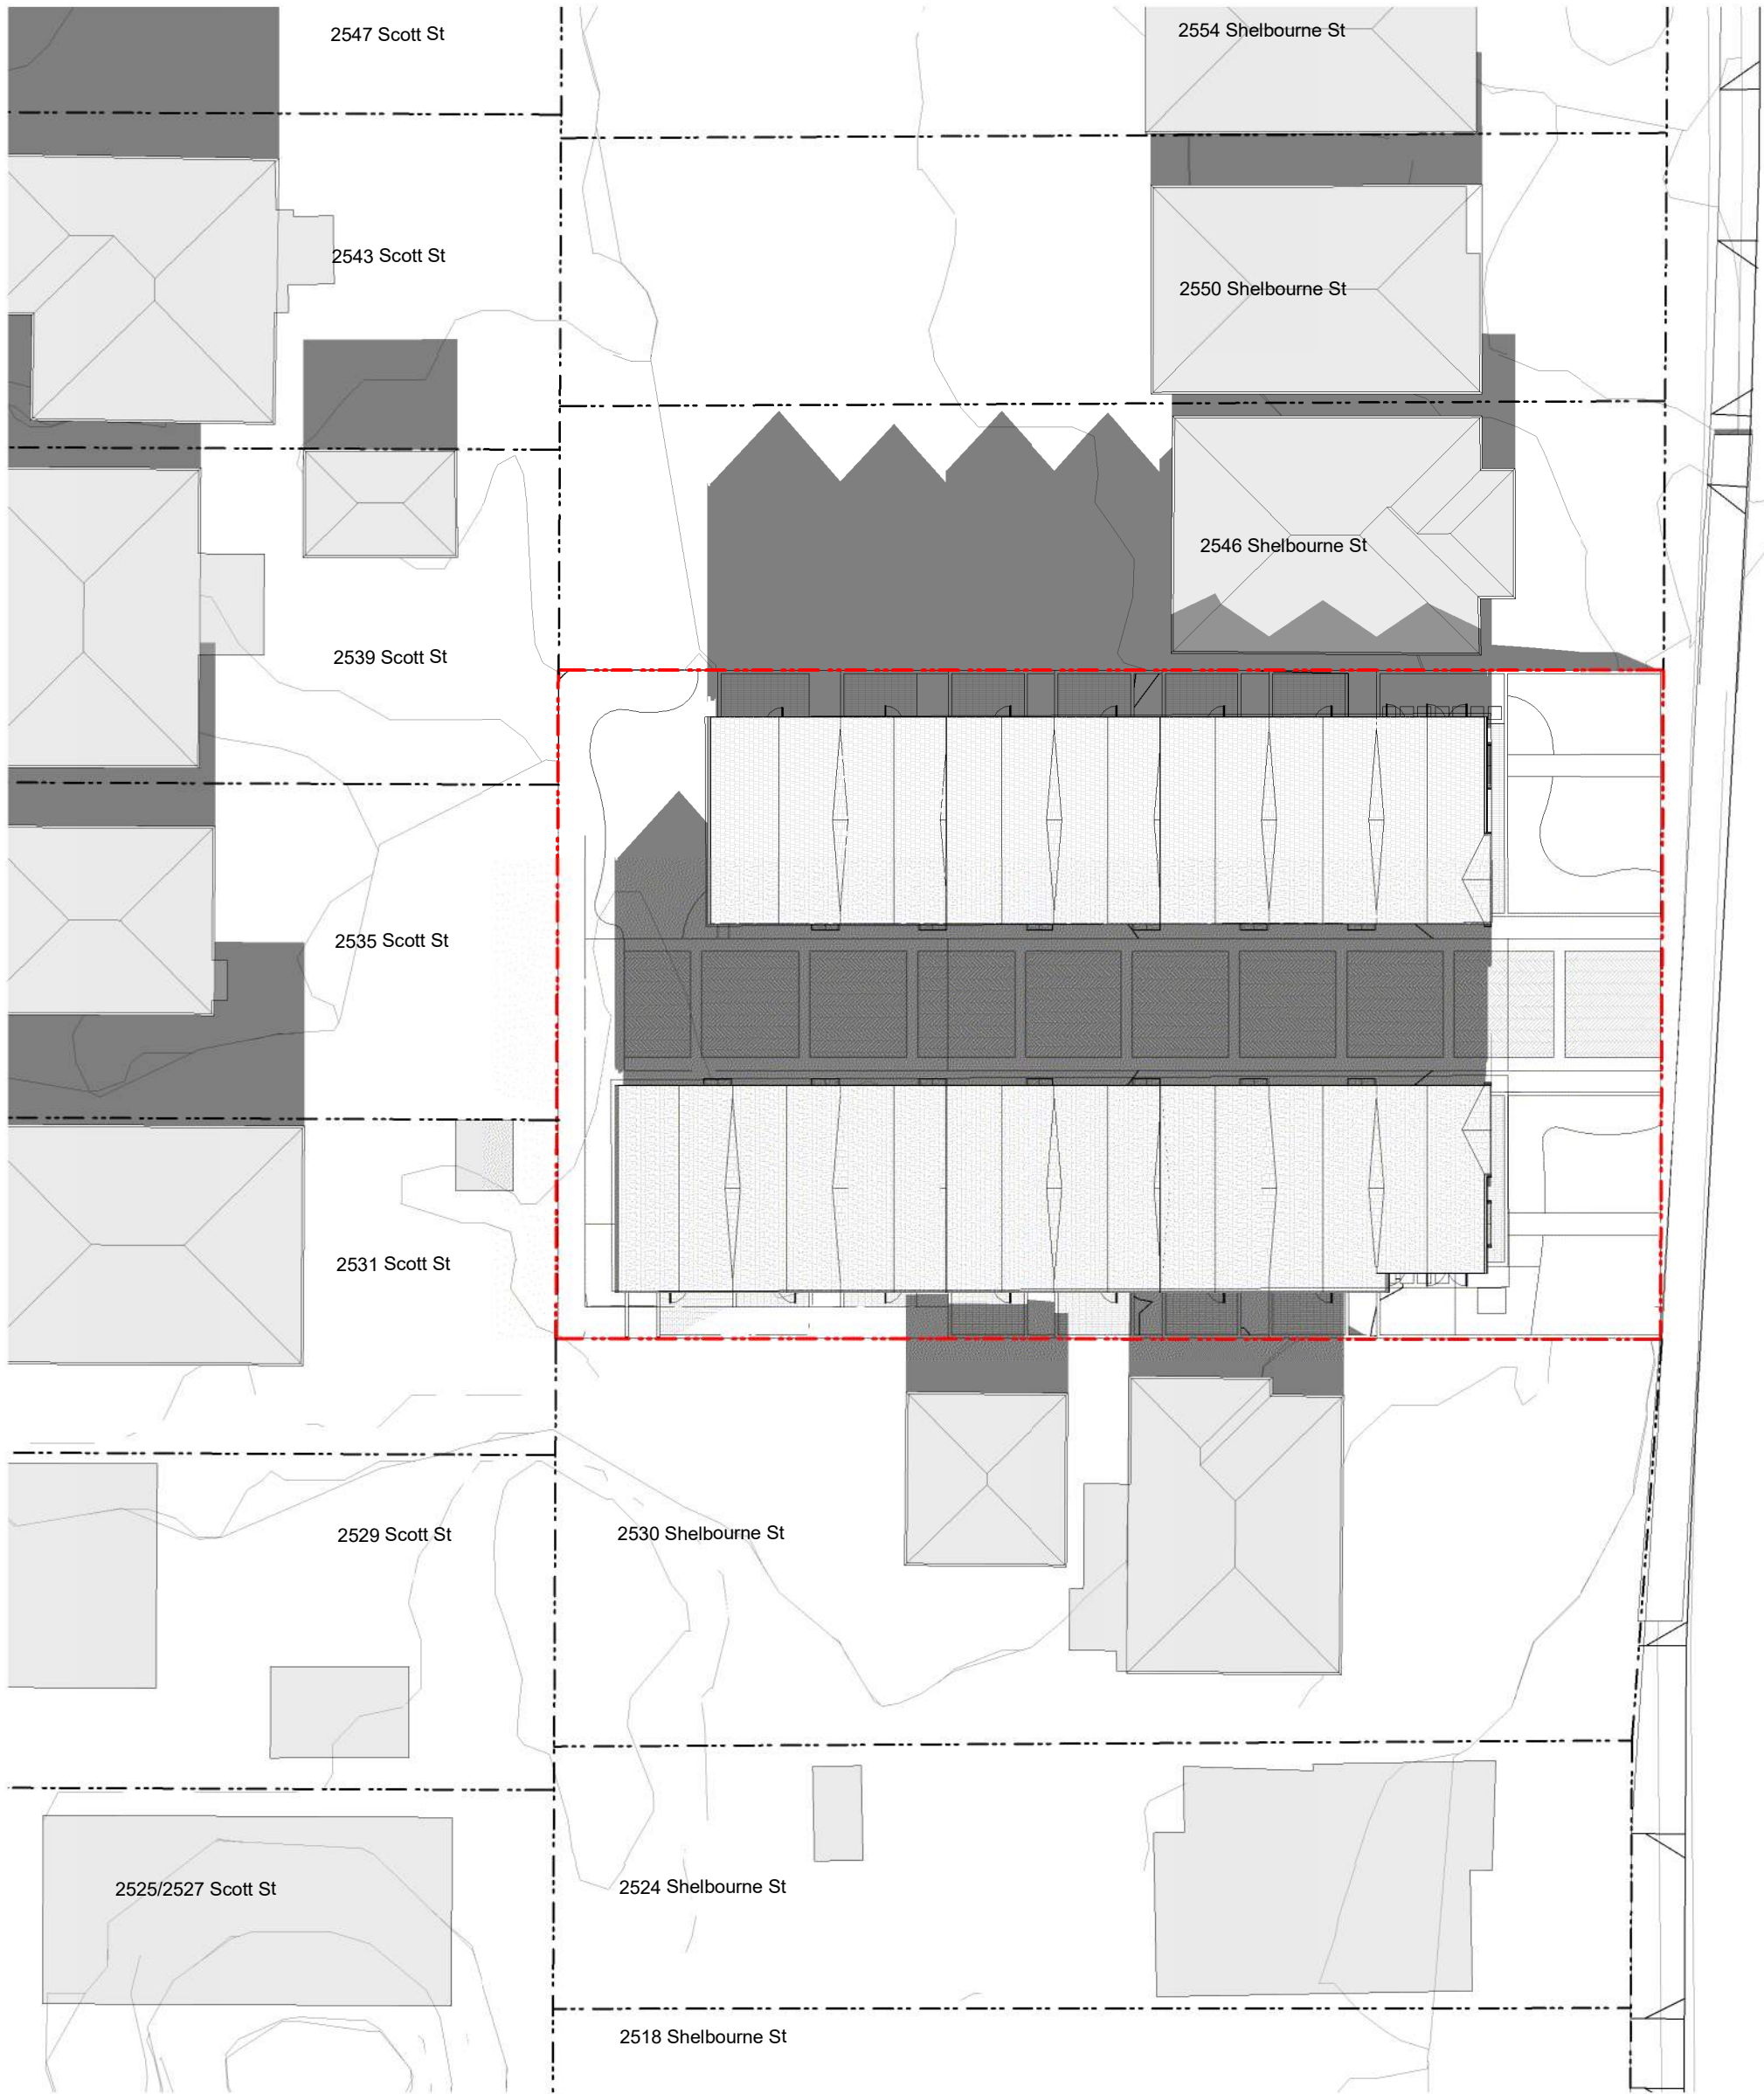 2547 Scott St
2554 Shelbourne St
2543 Scott St
2550 Shelbourne St
2546 Shelbourne St
2539 Scott St
2535 Scott St
2531 Scott St
2529 Scott St
2530 Shelbourne St
2525/2527 Scott St
2524 Shelbourne St
2518 Shelbourne St